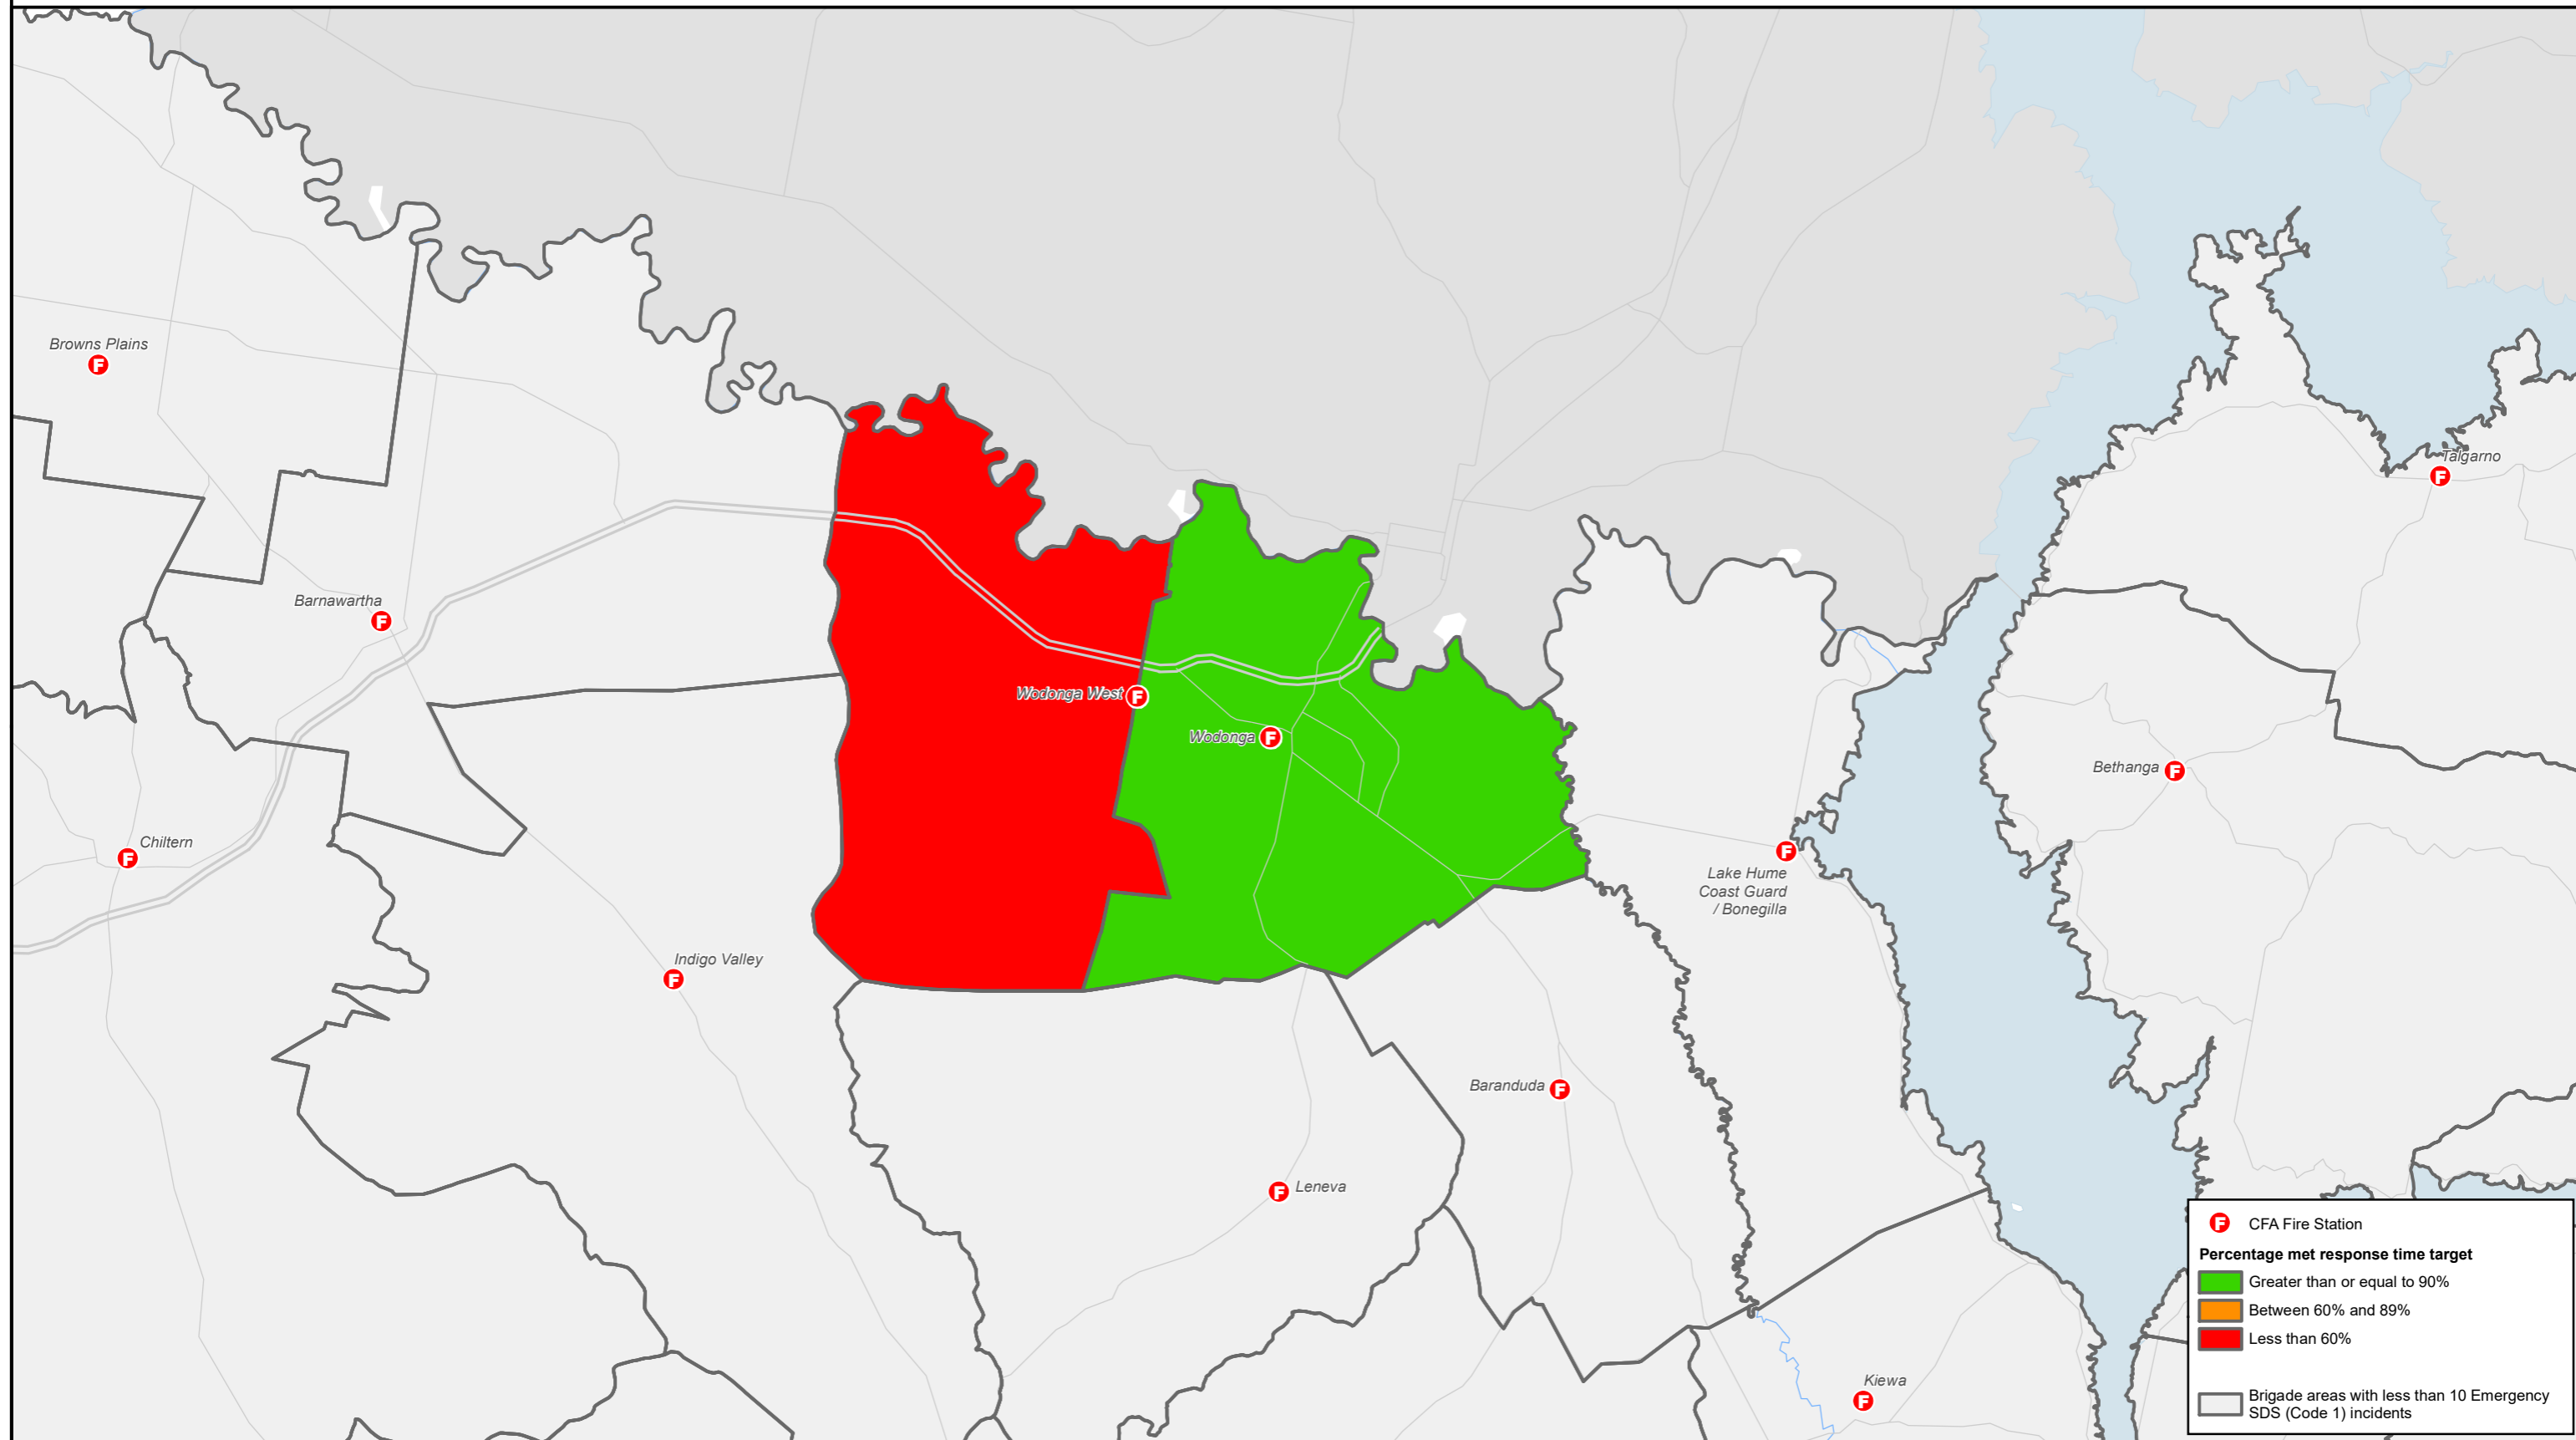 Browns Plains
Talgarno
Barnawartha
Wodonga West
Wodonga
Bethanga
Chiltern
Lake Hume
Coast Guard
/ Bonegilla
Indigo Valley
Baranduda
Leneva
Kiewa
F CFA Fire Station
Percentage met response time target
Greater than or equal to 90%
Between 60% and 89%
Less than 60%
Brigade areas with less than 10 Emergency
SDS (Code 1) incidents